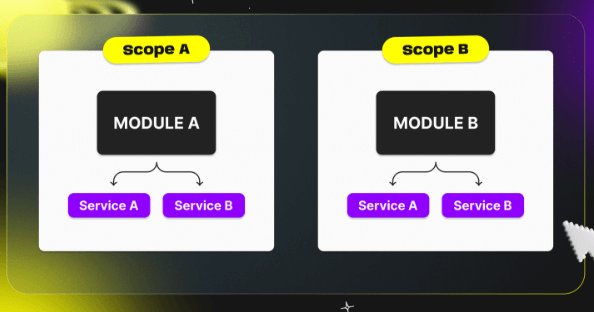 Scope A
MODULE A
Service A
Service B
Scope B
MODULE B
Service A
Service B